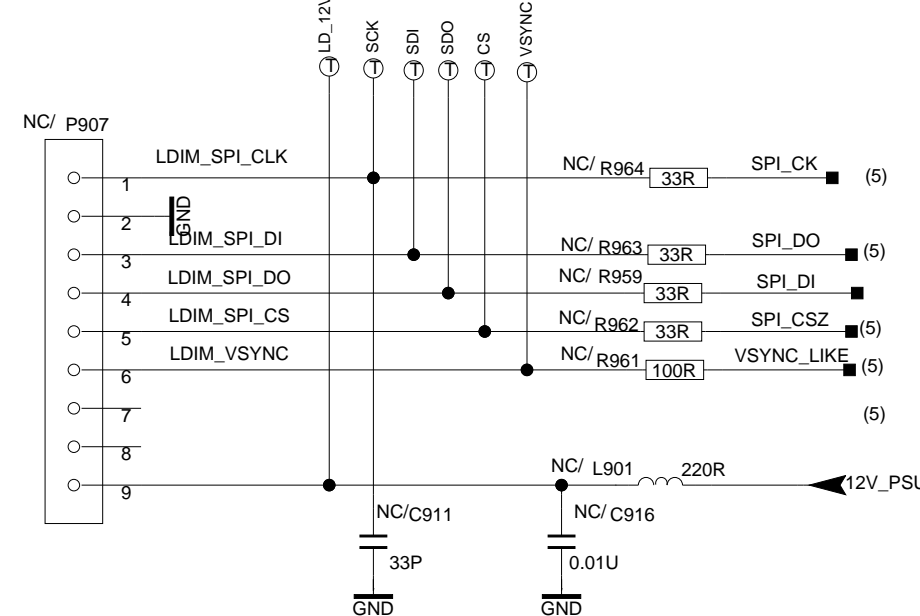 LD_12V
SCK
SDI
SDO
CS
VSYNC
T
T
T
T
T
T
NC/ P907
LDIM_SPI_CLK
NC/ R964
33R
SPI_CK
(5)
1
GND
2
LDIM_SPI_DI
NC/ R963
33R
SPI_DO
(5)
3
LDIM_SPI_DO
NC/ R959
33R
SPI_DI
4
LDIM_SPI_CS
NC/ R962
33R
SPI_CSZ
(5)
5
LDIM_VSYNC
NC/ R961
100R
VSYNC_LIKE
(5)
6
7
(5)
8
NC/ L901
220R
12V_PSU
9
NC/ C911
33P
NC/ C916
0.01U
GND
GND